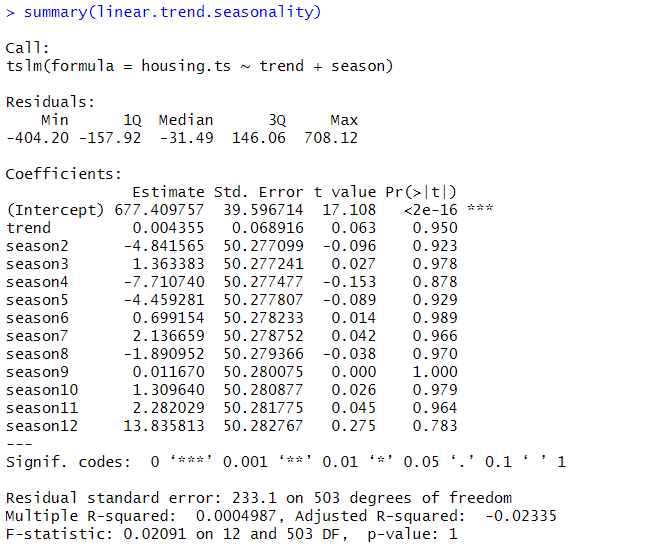 > summary(linear.trend.seasonality)

Call:
tslm(formula = housing.ts ~ trend + season)

Residuals:
    Min      1Q  Median      3Q     Max
-404.20 -157.92  -31.49  146.06  708.12

Coefficients:
              Estimate Std. Error t value Pr(>|t|)
(Intercept) 677.409757  39.596714  17.108   <2e-16 ***
trend         0.004355   0.068916   0.063    0.950
season2      -4.841565  50.277099  -0.096    0.923
season3       1.363383  50.277241   0.027    0.978
season4      -7.710740  50.277477  -0.153    0.878
season5      -4.459281  50.277807  -0.089    0.929
season6       0.699154  50.278233   0.014    0.989
season7       2.136659  50.278752   0.042    0.966
season8      -1.890952  50.279366  -0.038    0.970
season9       0.011670  50.280075   0.000    1.000
season10      1.309640  50.280877   0.026    0.979
season11      2.282029  50.281775   0.045    0.964
season12     13.835813  50.282767   0.275    0.783
---
Signif. codes:  0 ‘***’ 0.001 ‘**’ 0.01 ‘*’ 0.05 ‘.’ 0.1 ‘ ’ 1

Residual standard error: 233.1 on 503 degrees of freedom
Multiple R-squared:  0.0004987, Adjusted R-squared:  -0.02335
F-statistic: 0.02091 on 12 and 503 DF,  p-value: 1